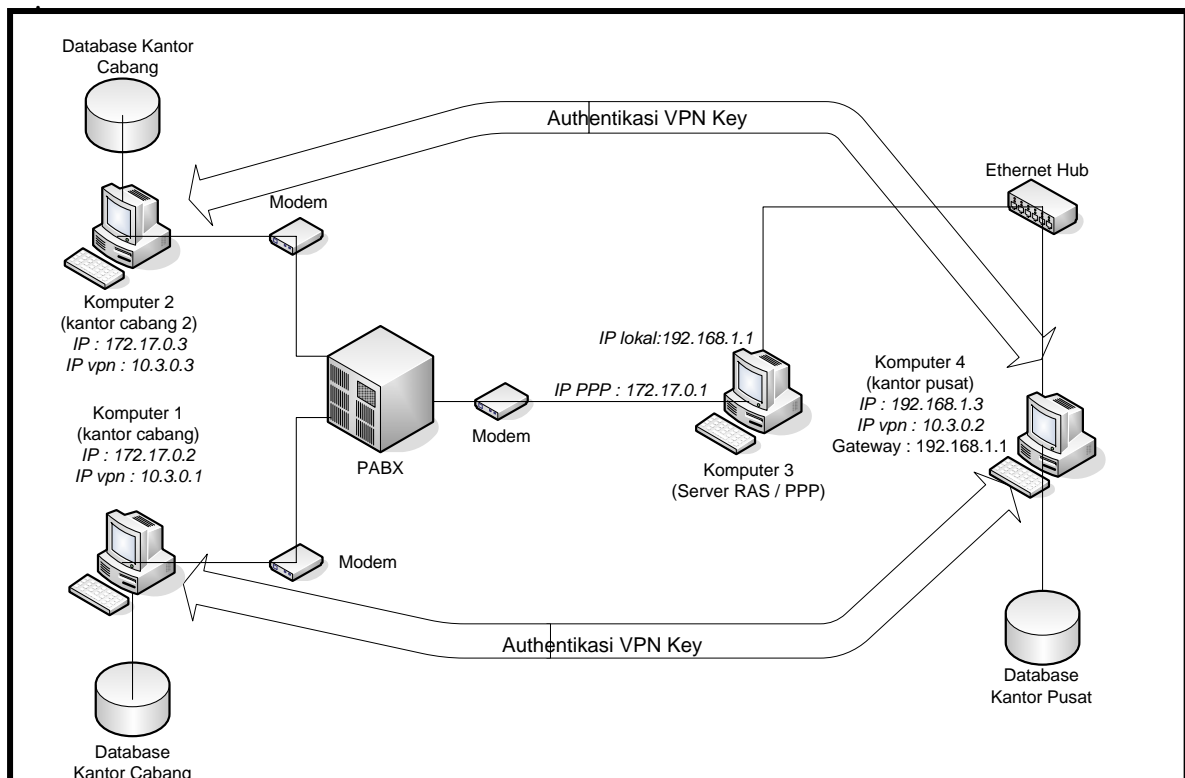 Database Kantor
Cabang
Authentikasi VPN Key
Ethernet Hub
Modem
Komputer 2
(kantor cabang 2)
IP : 172.17.0.3
IP vpn : 10.3.0.3
IP lokal:192.168.1.1
Komputer 4
(kantor pusat)
IP : 192.168.1.3
IP vpn : 10.3.0.2
Gateway : 192.168.1.1
IP PPP : 172.17.0.1
Komputer 1
(kantor cabang)
IP : 172.17.0.2
IP vpn : 10.3.0.1
Modem
PABX
Komputer 3
(Server RAS / PPP)
Modem
Authentikasi VPN Key
Database
Kantor Pusat
Database
Kantor Cabang